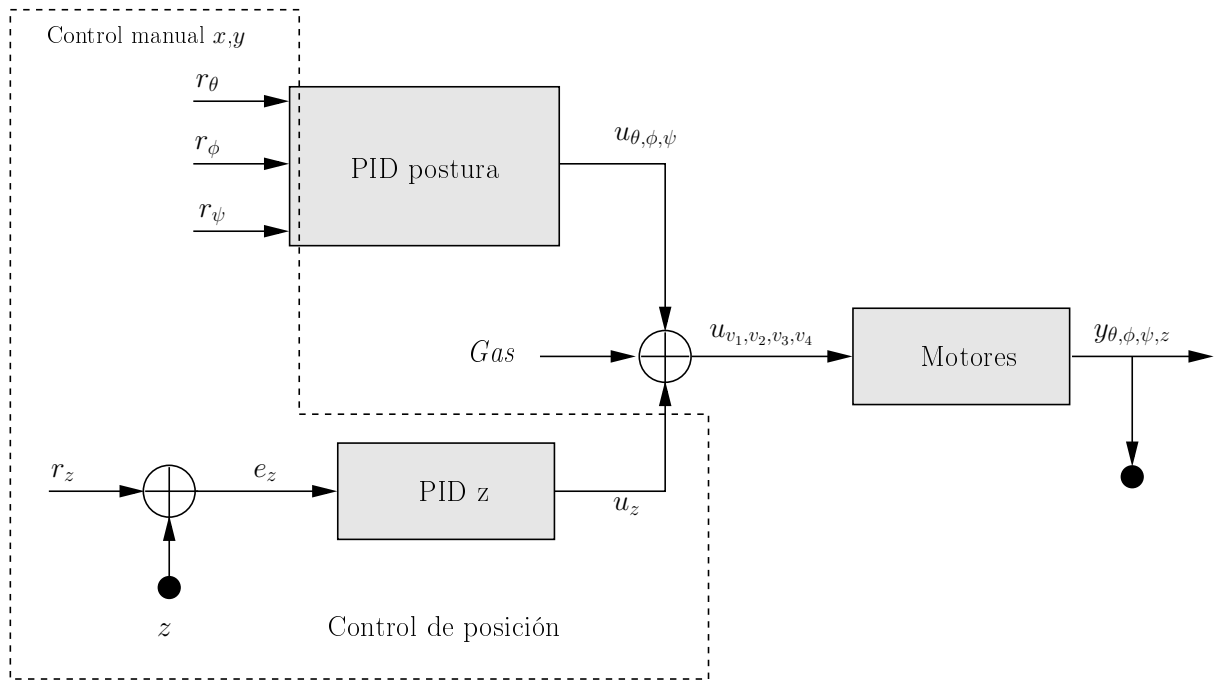 Control manual x,y
r_θ
r_ϕ
r_ψ
PID postura
u_θ,ϕ,ψ
Gas
u_v₁,v₂,v₃,v₄
Motores
y_θ,ϕ,ψ,z
r_z
e_z
PID z
u_z
z
Control de posición